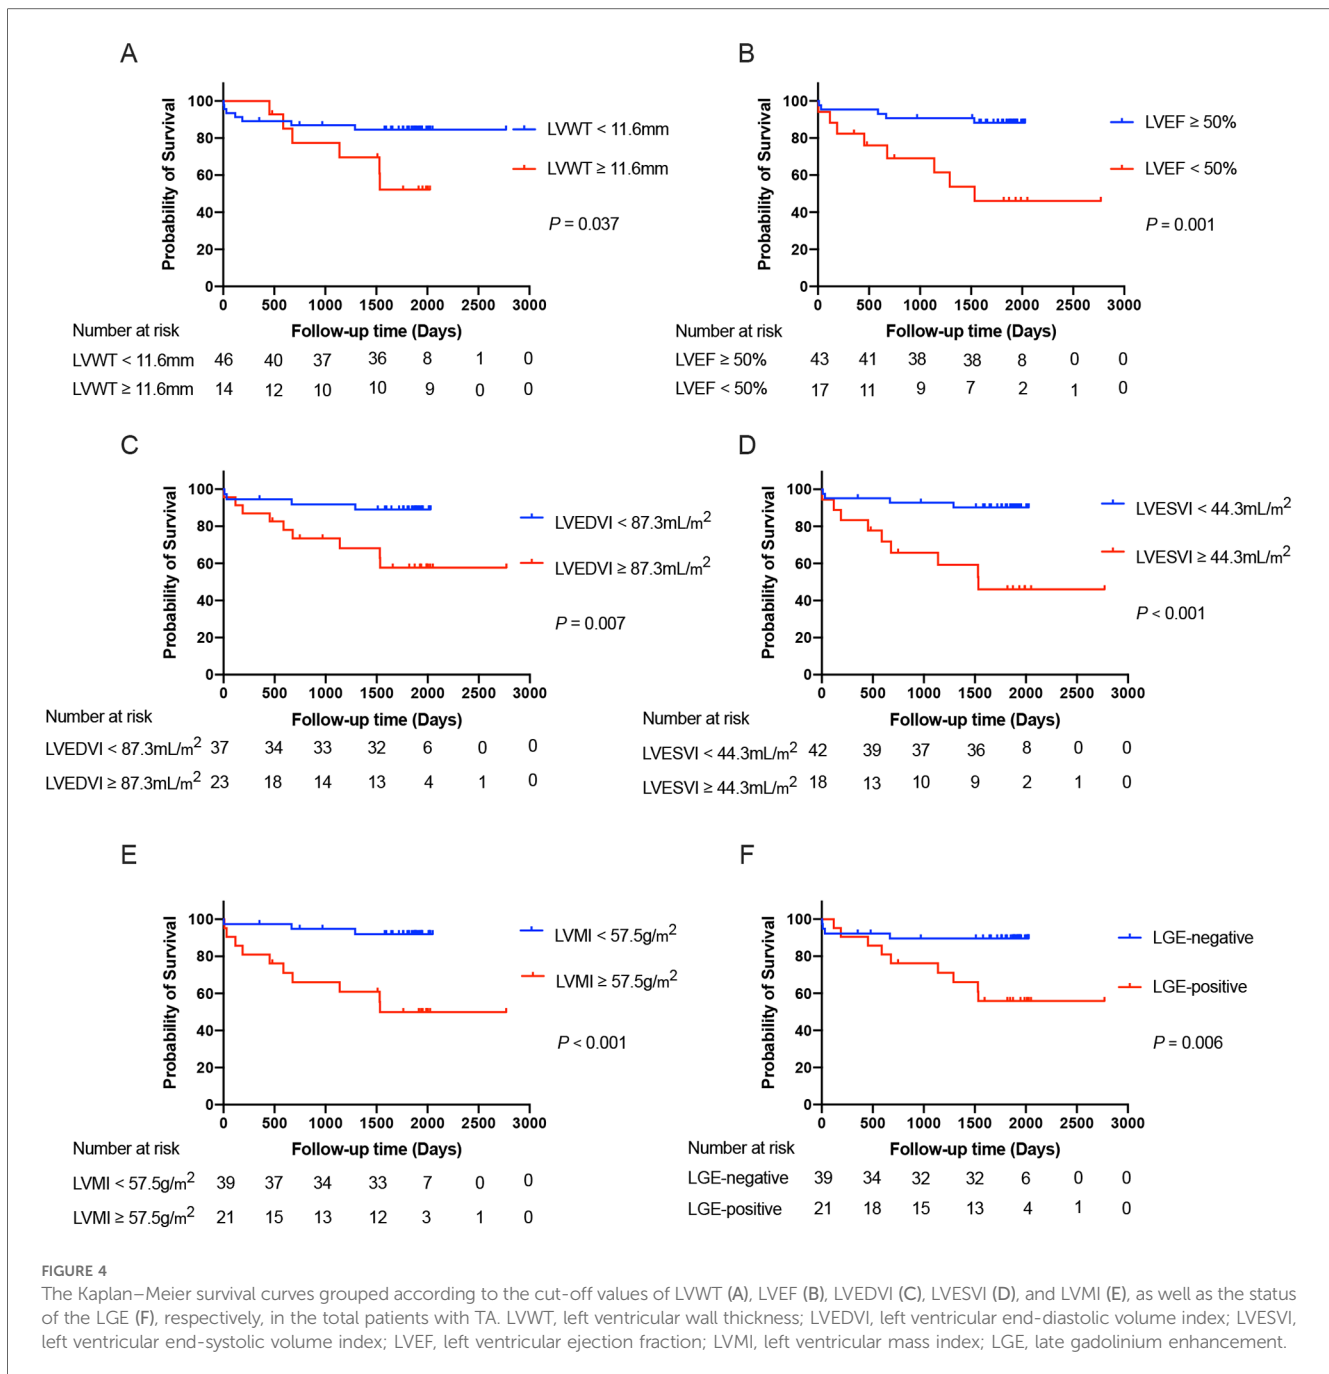 A
Probability of Survival
100
80
60
40
20
0
0 500 1000 1500 2000 2500 3000
LVWT < 11.6mm
LVWT ≥ 11.6mm
P = 0.037
Number at risk
Follow-up time (Days)
LVWT < 11.6mm 46 40 37 36 8 1 0
LVWT ≥ 11.6mm 14 12 10 10 9 0 0
B
Probability of Survival
100
80
60
40
20
0
0 500 1000 1500 2000 2500 3000
LVEF ≥ 50%
LVEF < 50%
P = 0.001
Number at risk
Follow-up time (Days)
LVEF ≥ 50% 43 41 38 38 8 0 0
LVEF < 50% 17 11 9 7 2 1 0
C
Probability of Survival
100
80
60
40
20
0
0 500 1000 1500 2000 2500 3000
LVEDVI < 87.3mL/m²
LVEDVI ≥ 87.3mL/m²
P = 0.007
Number at risk
Follow-up time (Days)
LVEDVI < 87.3mL/m² 37 34 33 32 6 0 0
LVEDVI ≥ 87.3mL/m² 23 18 14 13 4 1 0
D
Probability of Survival
100
80
60
40
20
0
0 500 1000 1500 2000 2500 3000
LVESVI < 44.3mL/m²
LVESVI ≥ 44.3mL/m²
P < 0.001
Number at risk
Follow-up time (Days)
LVESVI < 44.3mL/m² 42 39 37 36 8 0 0
LVESVI ≥ 44.3mL/m² 18 13 10 9 2 1 0
E
Probability of Survival
100
80
60
40
20
0
0 500 1000 1500 2000 2500 3000
LVMI < 57.5g/m²
LVMI ≥ 57.5g/m²
P < 0.001
Number at risk
Follow-up time (Days)
LVMI < 57.5g/m² 39 37 34 33 7 0 0
LVMI ≥ 57.5g/m² 21 15 13 12 3 1 0
F
Probability of Survival
100
80
60
40
20
0
0 500 1000 1500 2000 2500 3000
LGE-negative
LGE-positive
P = 0.006
Number at risk
Follow-up time (Days)
LGE-negative 39 34 32 32 6 0 0
LGE-positive 21 18 15 13 4 1 0
FIGURE 4
The Kaplan–Meier survival curves grouped according to the cut-off values of LVWT (A), LVEF (B), LVEDVI (C), LVESVI (D), and LVMI (E), as well as the status
of the LGE (F), respectively, in the total patients with TA. LVWT, left ventricular wall thickness; LVEDVI, left ventricular end-diastolic volume index; LVESVI,
left ventricular end-systolic volume index; LVEF, left ventricular ejection fraction; LVMI, left ventricular mass index; LGE, late gadolinium enhancement.